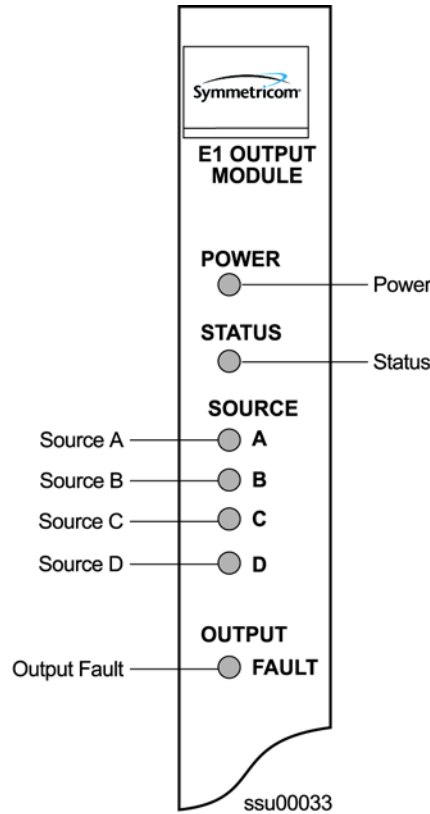 Symmetricom
E1 OUTPUT
MODULE
POWER
Power
STATUS
Status
SOURCE
Source A
A
Source B
B
Source C
C
Source D
D
OUTPUT
Output Fault
FAULT
ssu00033